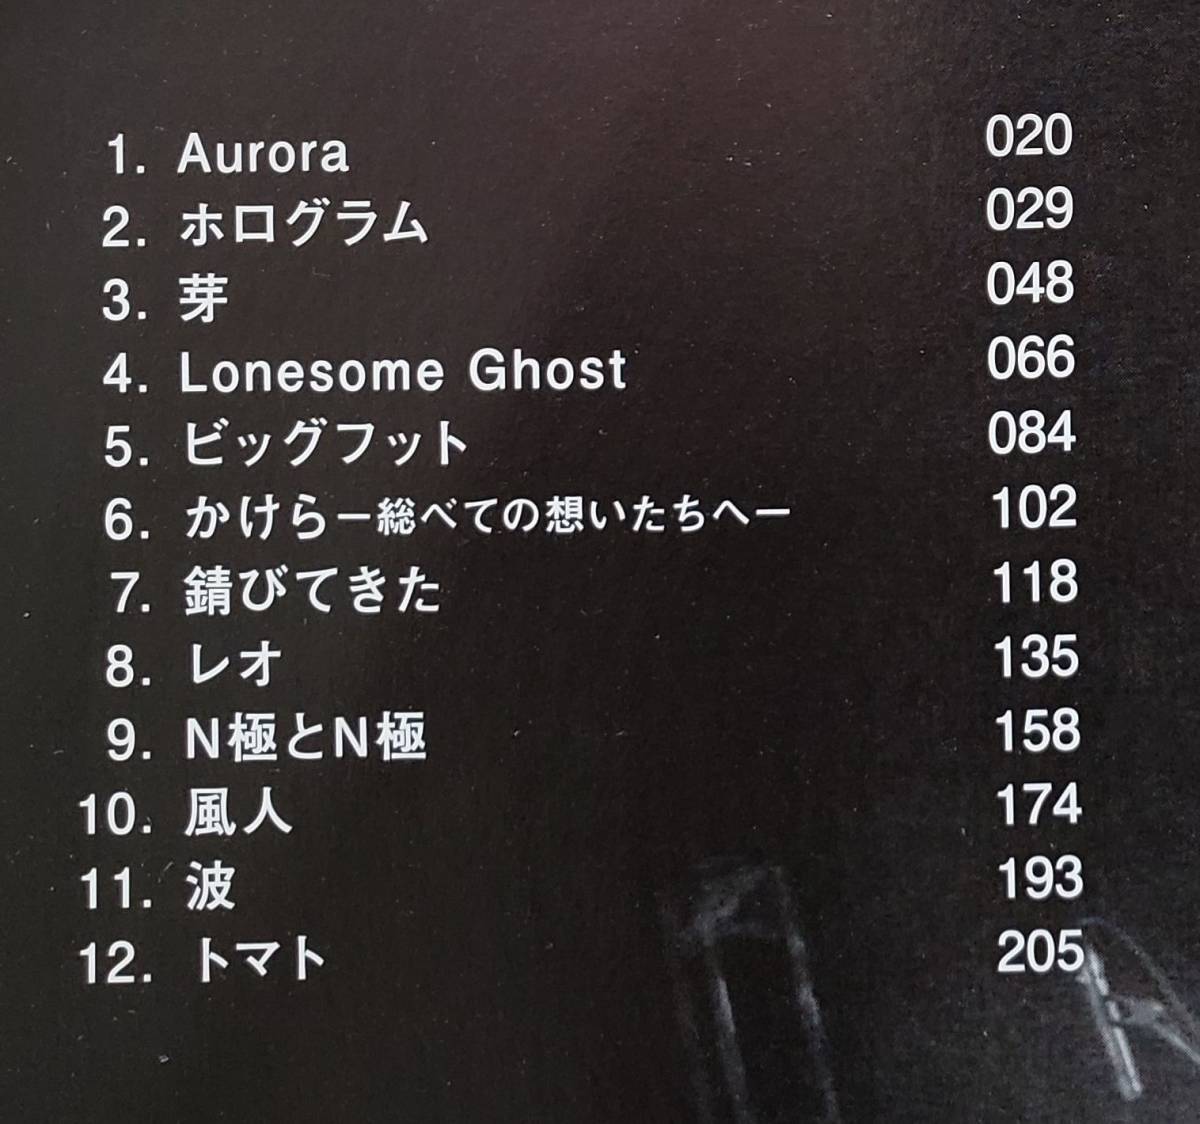 1. Aurora 020
2. ホログラム 029
3. 芽 048
4. Lonesome Ghost 066
5. ビッグフット 084
6. かけら－総べての想いたちへ－ 102
7. 錆びてきた 118
8. レオ 135
9. N極とN極 158
10. 風人 174
11. 波 193
12. トマト 205